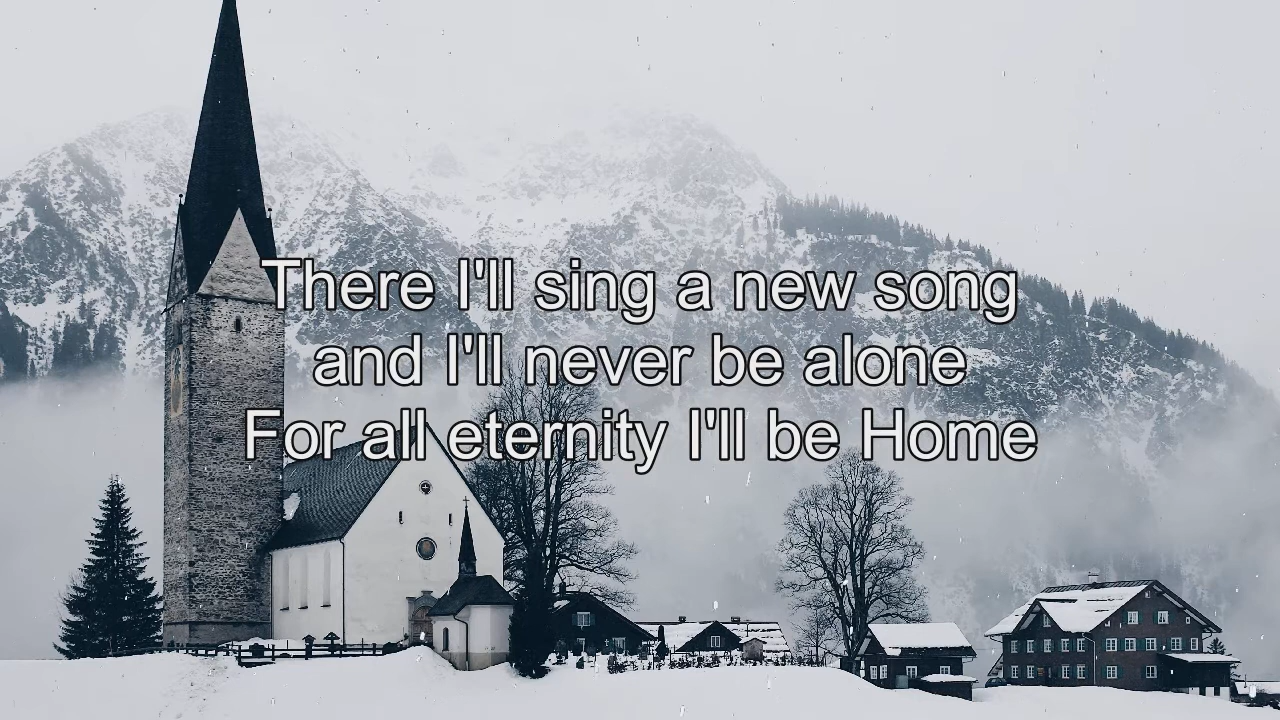 There I'll sing a new song
and I'll never be alone
For all eternity I'll be Home